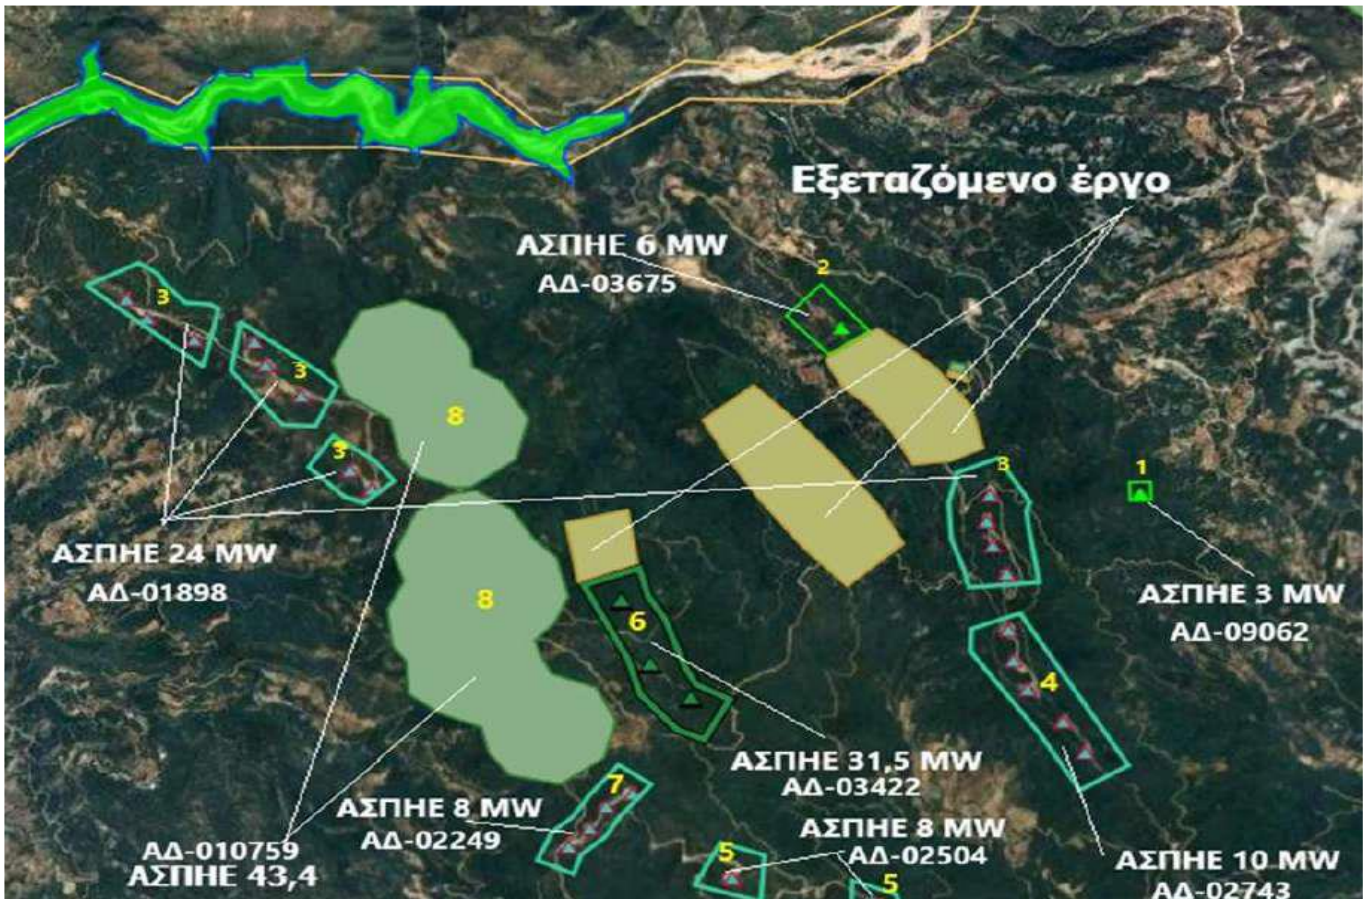 Εξεταζόμενο έργο
ΑΣΠΗΕ 6 MW
ΑΔ-03675
2
3
3
3
8
3
1
ΑΣΠΗΕ 24 MW
ΑΔ-01898
ΑΣΠΗΕ 3 MW
ΑΔ-09062
8
6
4
ΑΣΠΗΕ 31,5 MW
ΑΔ-03422
7
ΑΣΠΗΕ 8 MW
ΑΔ-02249
ΑΔ-010759
ΑΣΠΗΕ 43,4
ΑΣΠΗΕ 8 MW
ΑΔ-02504
5
5
ΑΣΠΗΕ 10 MW
ΑΔ-02743